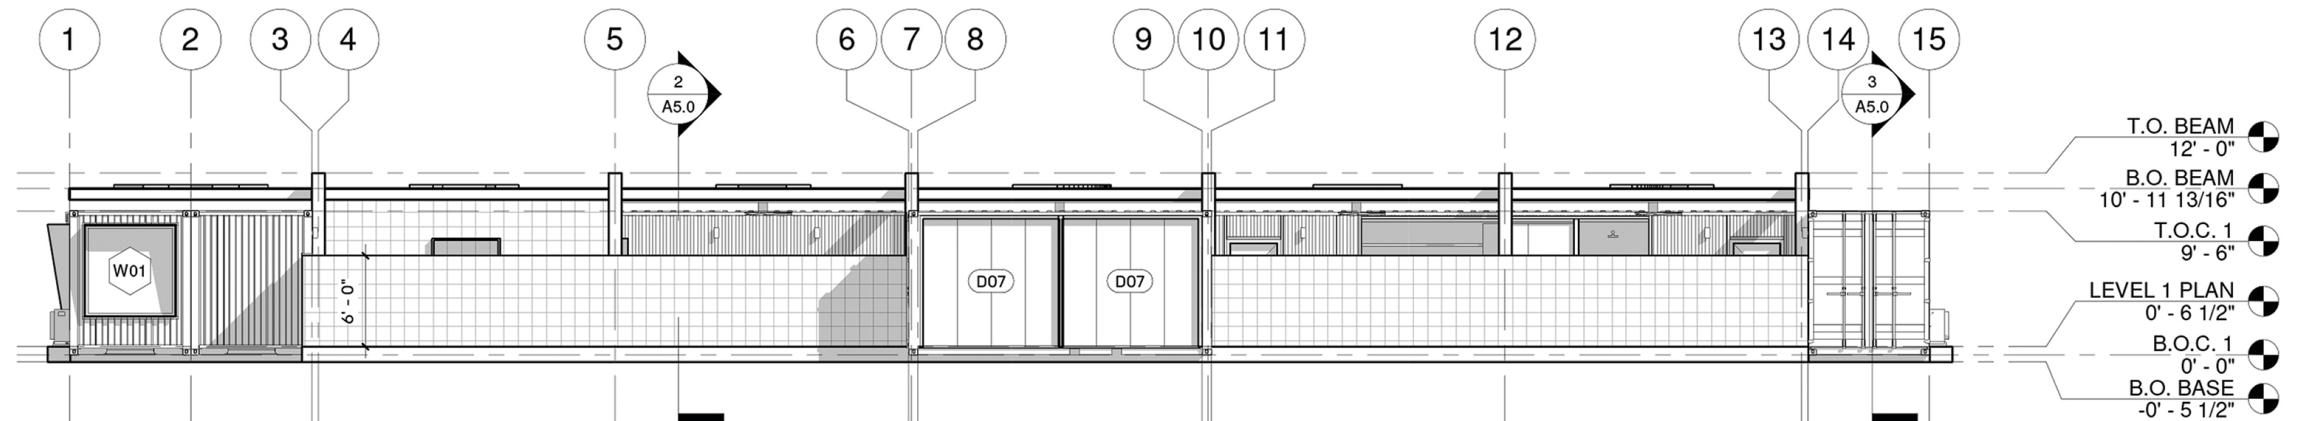 1 2 3 4 5 6 7 8 9 10 11 12 13 14 15
2
A5.0
3
A5.0
T.O. BEAM
12' - 0"
B.O. BEAM
10' - 11 13/16"
T.O.C. 1
9' - 6"
W01
D07 D07
6' - 0"
LEVEL 1 PLAN
0' - 6 1/2"
B.O.C. 1
0' - 0"
B.O. BASE
-0' - 5 1/2"